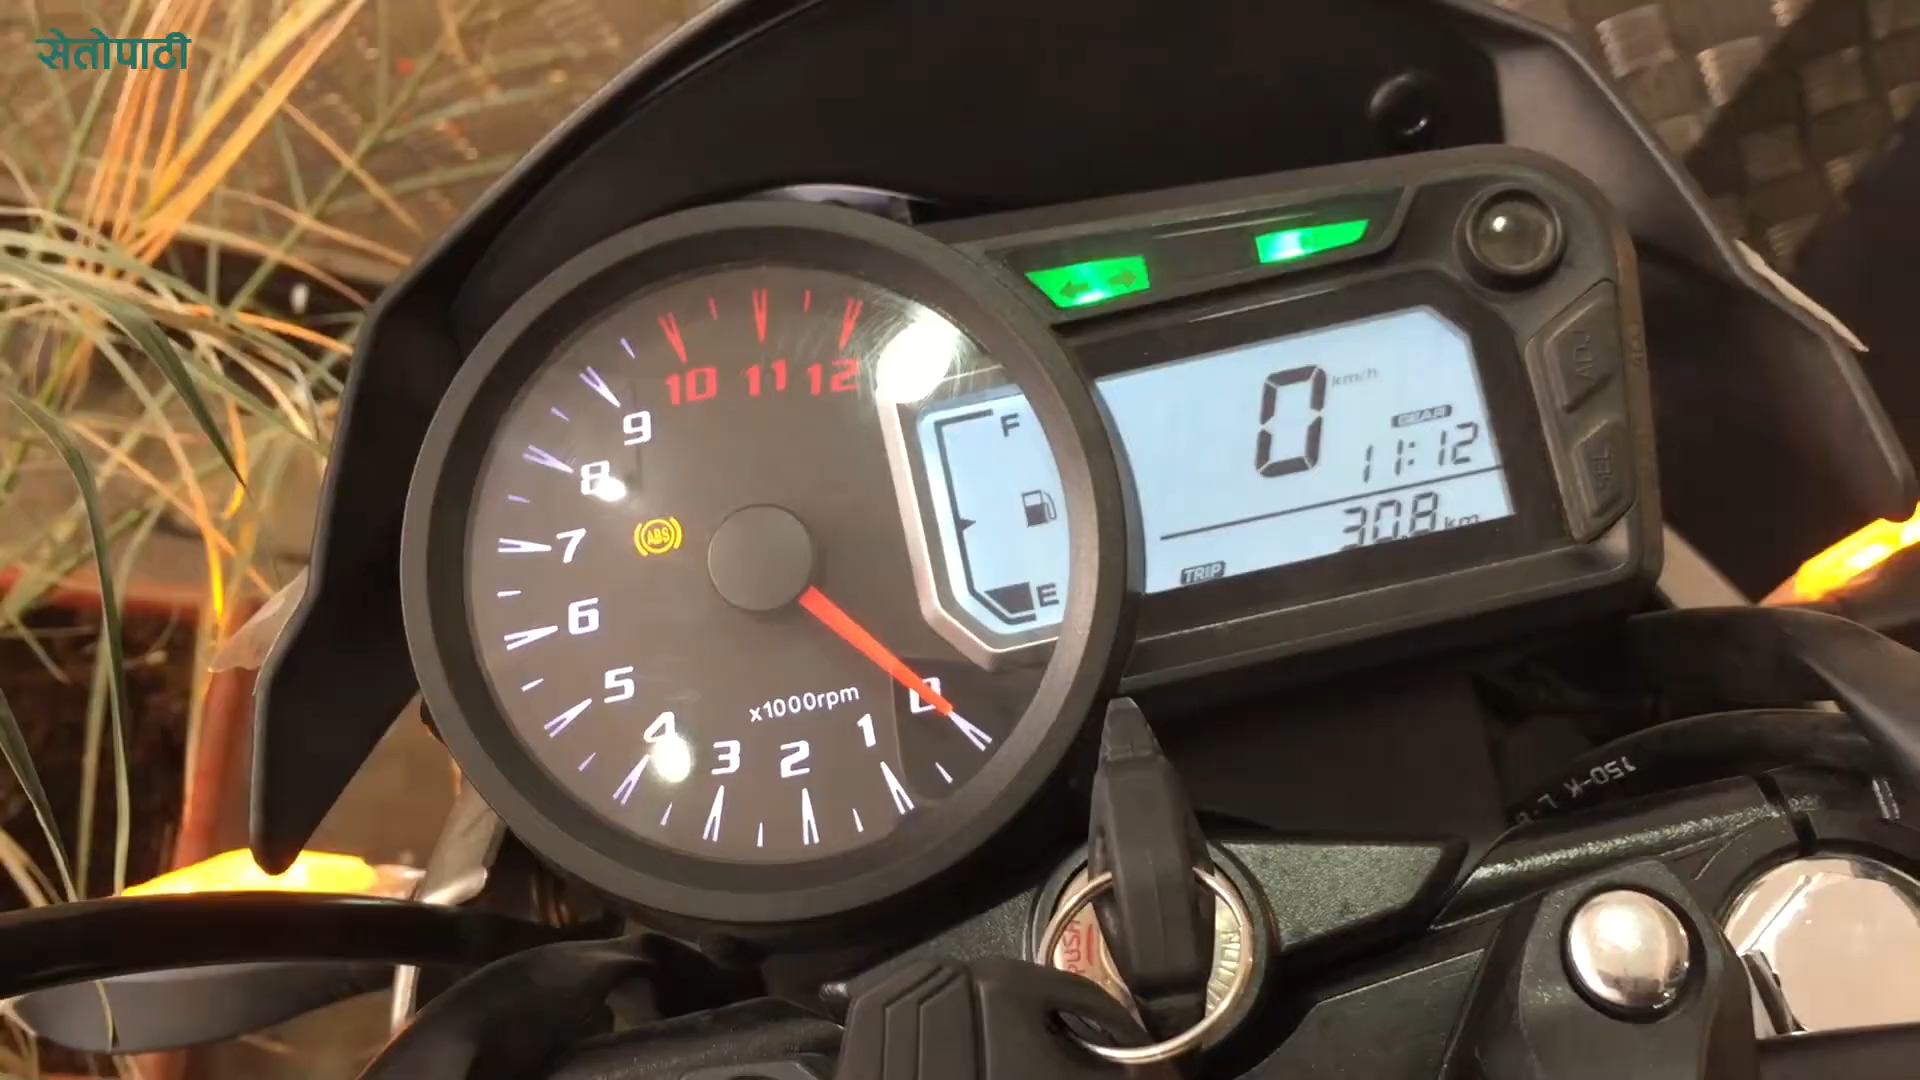 सेतोपाटी
10 11 12
9
8
7
6
5
4
3
2
1
0
ABS
x1000rpm
F
E
0 km/h
GEAR
11:12
30.8 km
TRIP
ADJ
SEL
PUSH
150-K L